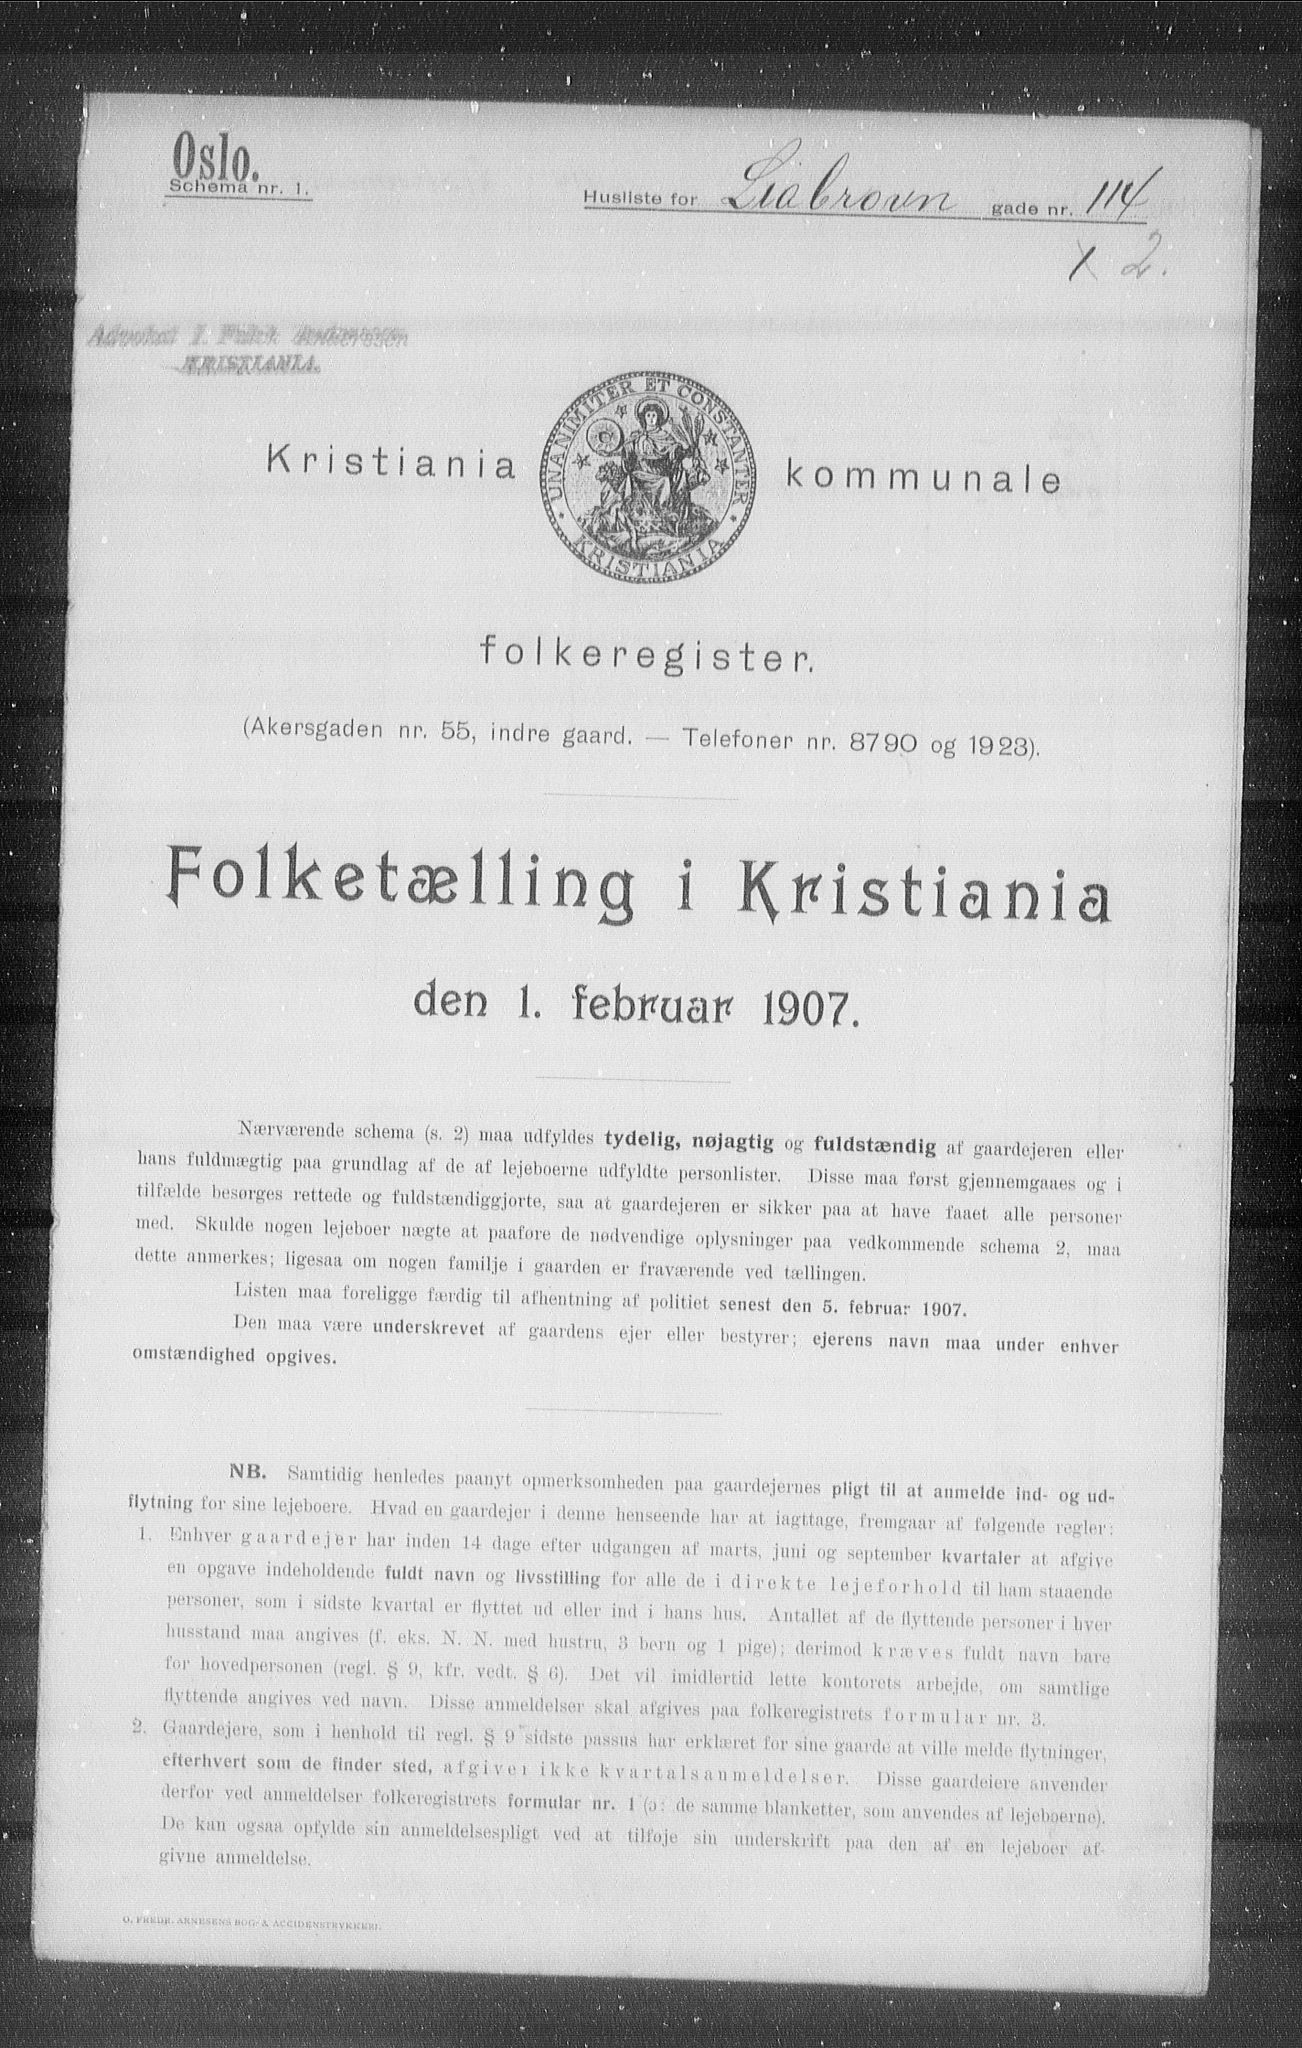 Oslo.
Schema nr. 1.
Husliste for Liabrovn gade nr. 114
X 2.
Advokat I. Falck Andersen
KRISTIANIA.
Kristiania kommunale
UNANIMITER ET CONSTANTER
KRISTIANIA
folkeregister.
(Akersgaden nr. 55, indre gaard. — Telefoner nr. 8790 og 1923).
Folketælling i Kristiania
den 1. februar 1907.
Nærværende schema (s. 2) maa udfyldes tydelig, nøjagtig og fuldstændig af gaardejeren eller
hans fuldmægtig paa grundlag af de af lejeboerne udfyldte personlister. Disse maa først gjennemgaaes og i
tilfælde besørges rettede og fuldstændiggjorte, saa at gaardejeren er sikker paa at have faaet alle personer
med. Skulde nogen lejeboer nægte at paaføre de nødvendige oplysninger paa vedkommende schema 2, maa
dette anmerkes; ligesaa om nogen familje i gaarden er fraværende ved tællingen.
Listen maa foreligge færdig til afhentning af politiet senest den 5. februar 1907.
Den maa være underskrevet af gaardens ejer eller bestyrer; ejerens navn maa under enhver
omstændighed opgives.
NB. Samtidig henledes paanyt opmerksomheden paa gaardejernes pligt til at anmelde ind- og ud-
flytning for sine lejeboere. Hvad en gaardejer i denne henseende har at iagttage, fremgaar af følgende regler:
1. Enhver gaardejer har inden 14 dage efter udgangen af marts, juni og september kvartaler at afgive
en opgave indeholdende fuldt navn og livsstilling for alle de i direkte lejeforhold til ham staaende
personer, som i sidste kvartal er flyttet ud eller ind i hans hus. Antallet af de flyttende personer i hver
husstand maa angives (f. eks. N. N. med hustru, 3 børn og 1 pige); derimod kræves fuldt navn bare
for hovedpersonen (regl. § 9, kfr. vedt. § 6). Det vil imidlertid lette kontorets arbejde, om samtlige
flyttende angives ved navn. Disse anmeldelser skal afgives paa folkeregistrets formular nr. 3.
2. Gaardejere, som i henhold til regl. § 9 sidste passus har erklæret for sine gaarde at ville melde flytninger,
efterhvert som de finder sted, afgiver ikke kvartalsanmeldelser. Disse gaardeiere anvender
derfor ved anmeldelser folkeregistrets formular nr. 1 (ɔ: de samme blanketter, som anvendes af lejeboerne).
De kan ogsaa opfylde sin anmeldelsespligt ved at tilføje sin underskrift paa den af en lejeboer af-
givne anmeldelse.
O. FREDR. ARNESENS BOG- & ACCIDENSTRYKKERI.